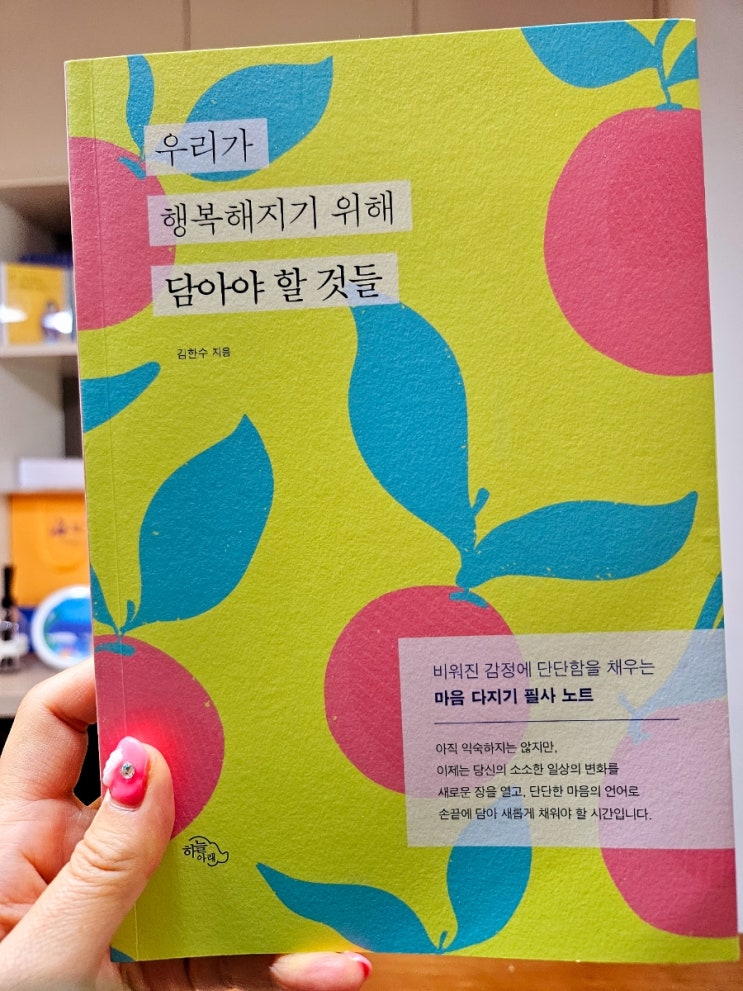 우리가
행복해지기 위해
담아야 할 것들
김한수 지음
비워진 감정에 단단함을 채우는
마음 다지기 필사 노트
아직 익숙하지는 않지만,
이제는 당신의 소소한 일상의 변화를
새로운 장을 열고, 단단한 마음의 언어로
손끝에 담아 새롭게 채워야 할 시간입니다.
하늘
아래